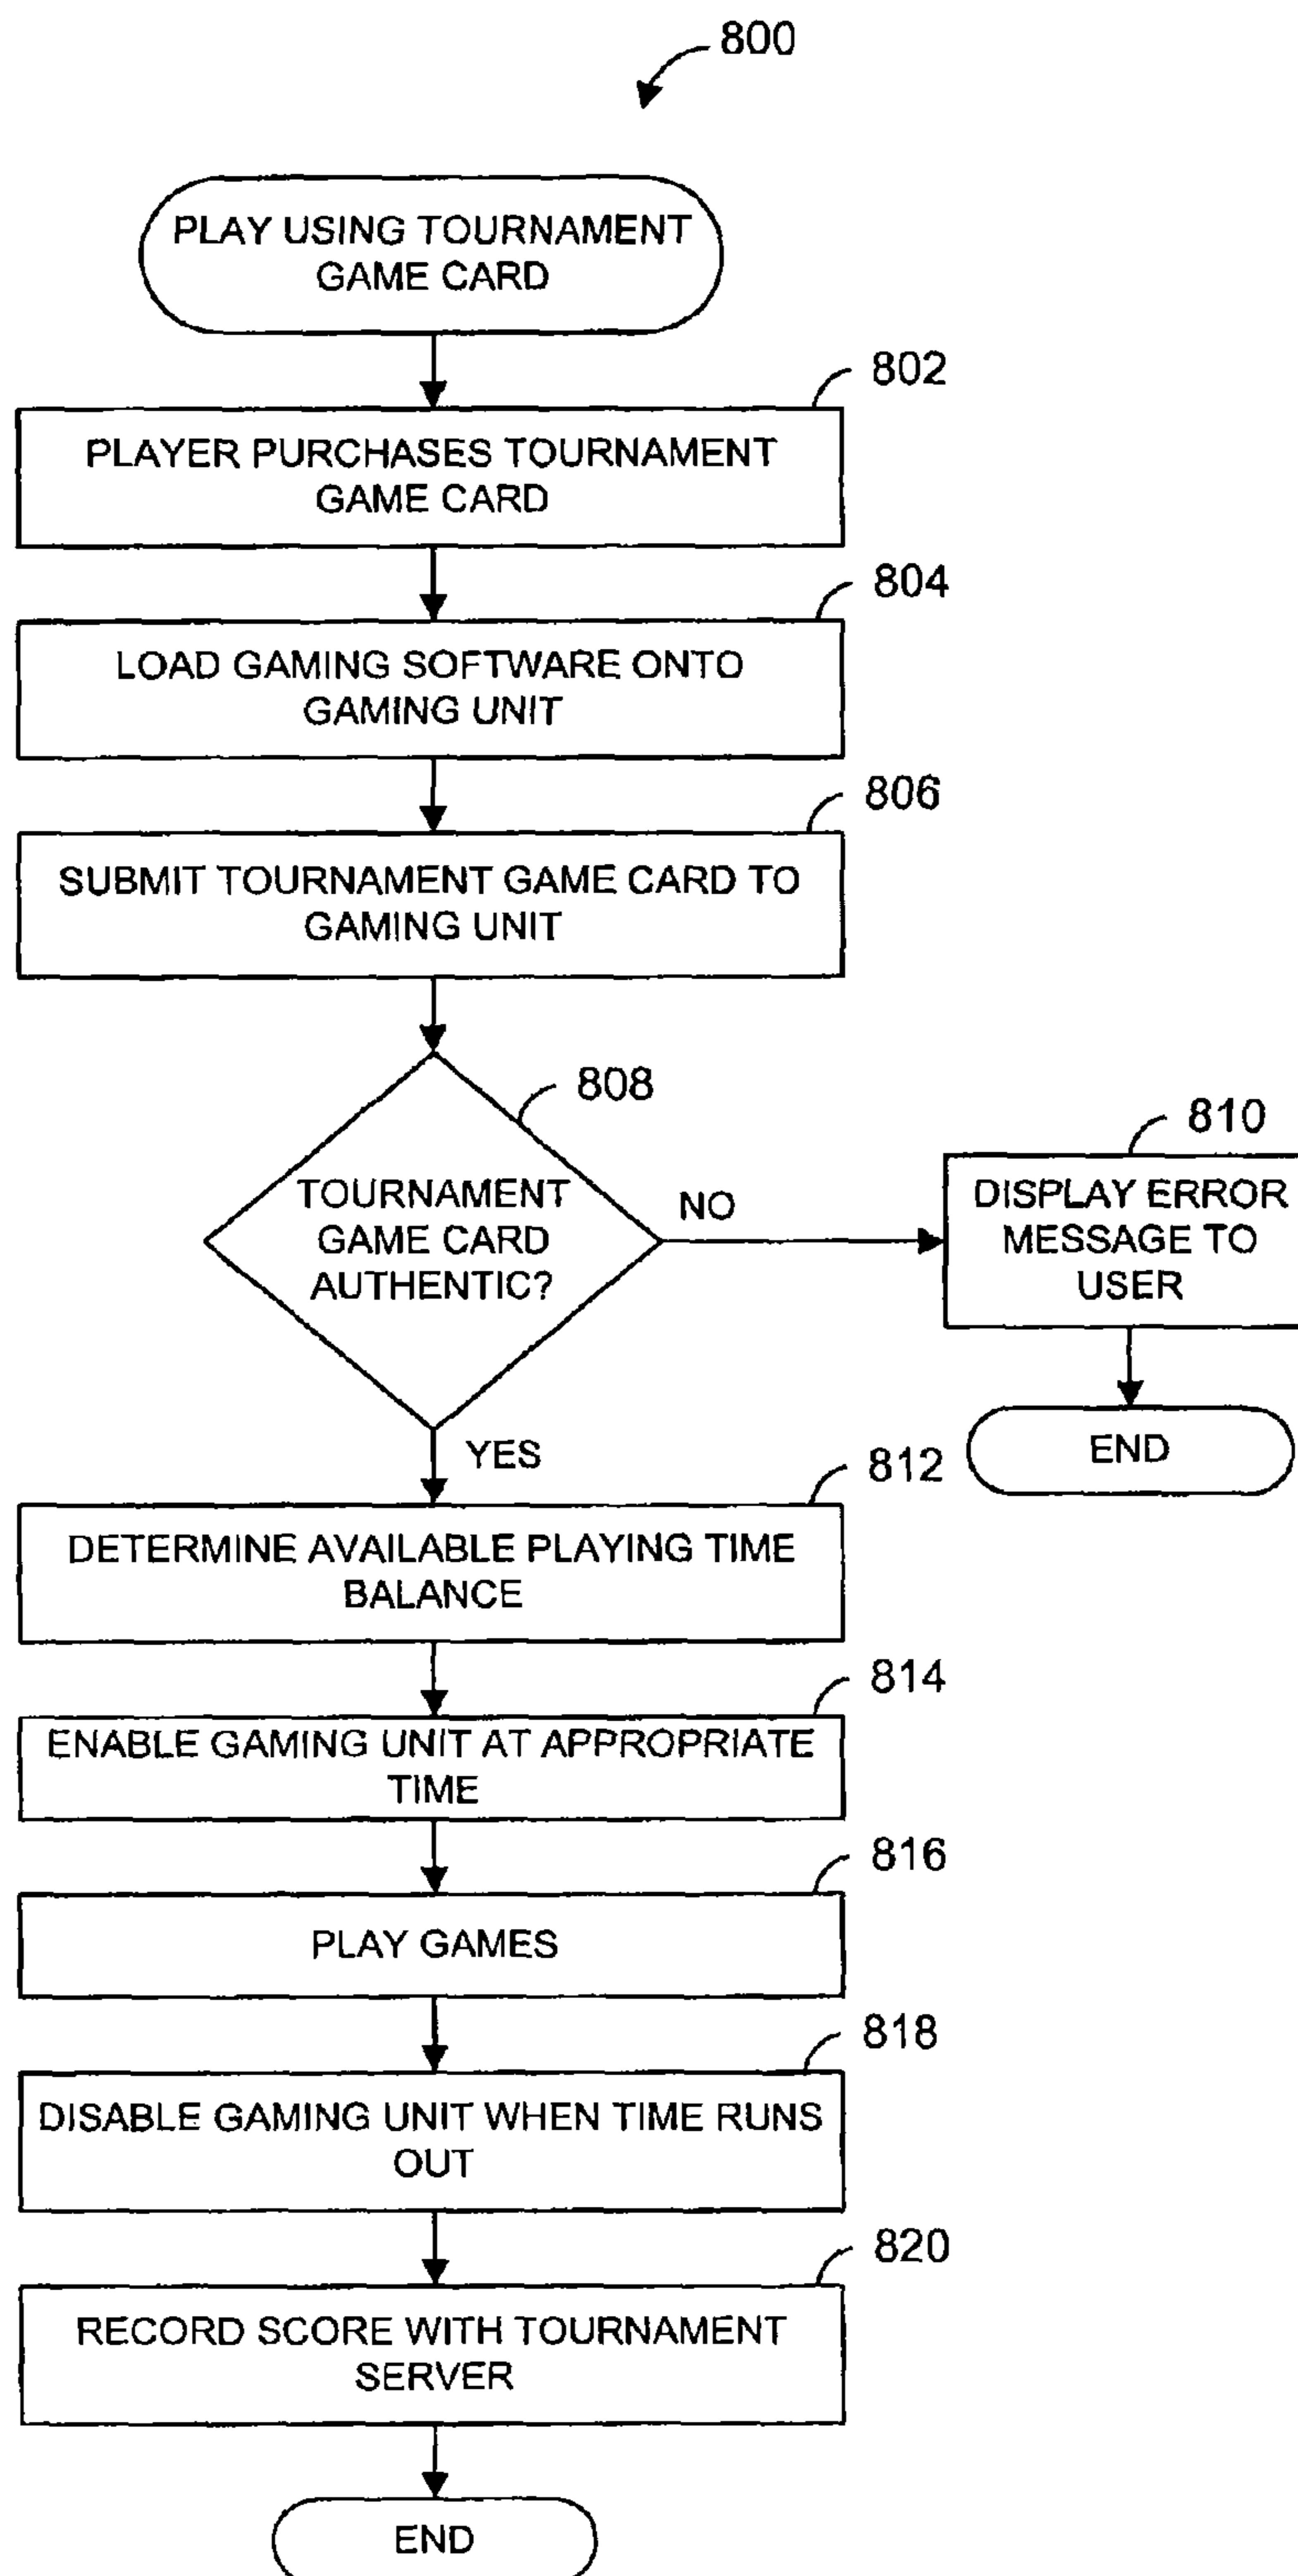 800
PLAY USING TOURNAMENT
GAME CARD
802
PLAYER PURCHASES TOURNAMENT
GAME CARD
804
LOAD GAMING SOFTWARE ONTO
GAMING UNIT
806
SUBMIT TOURNAMENT GAME CARD TO
GAMING UNIT
808
TOURNAMENT
GAME CARD
AUTHENTIC?
NO
810
DISPLAY ERROR
MESSAGE TO
USER
END
YES
812
DETERMINE AVAILABLE PLAYING TIME
BALANCE
814
ENABLE GAMING UNIT AT APPROPRIATE
TIME
816
PLAY GAMES
818
DISABLE GAMING UNIT WHEN TIME RUNS
OUT
820
RECORD SCORE WITH TOURNAMENT
SERVER
END